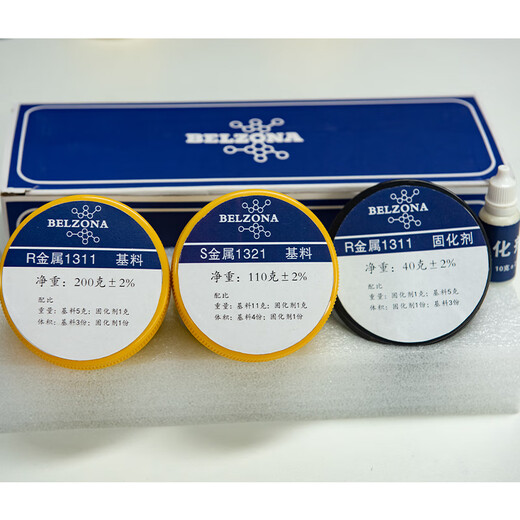 BELZONA
BELZONA
R金属1311 基料
净重：200克±2%
配比
重量：基料5克；固化剂1克
体积：基料3份；固化剂1份
BELZONA
S金属1321 基料
净重：110克±2%
配比
重量：基料11克；固化剂1克
体积：基料4份；固化剂1份
BELZONA
R金属1311 固化剂
净重：40克±2%
配比
重量：固化剂1克；基料5克
体积：固化剂1份；基料3份
化剂
10克